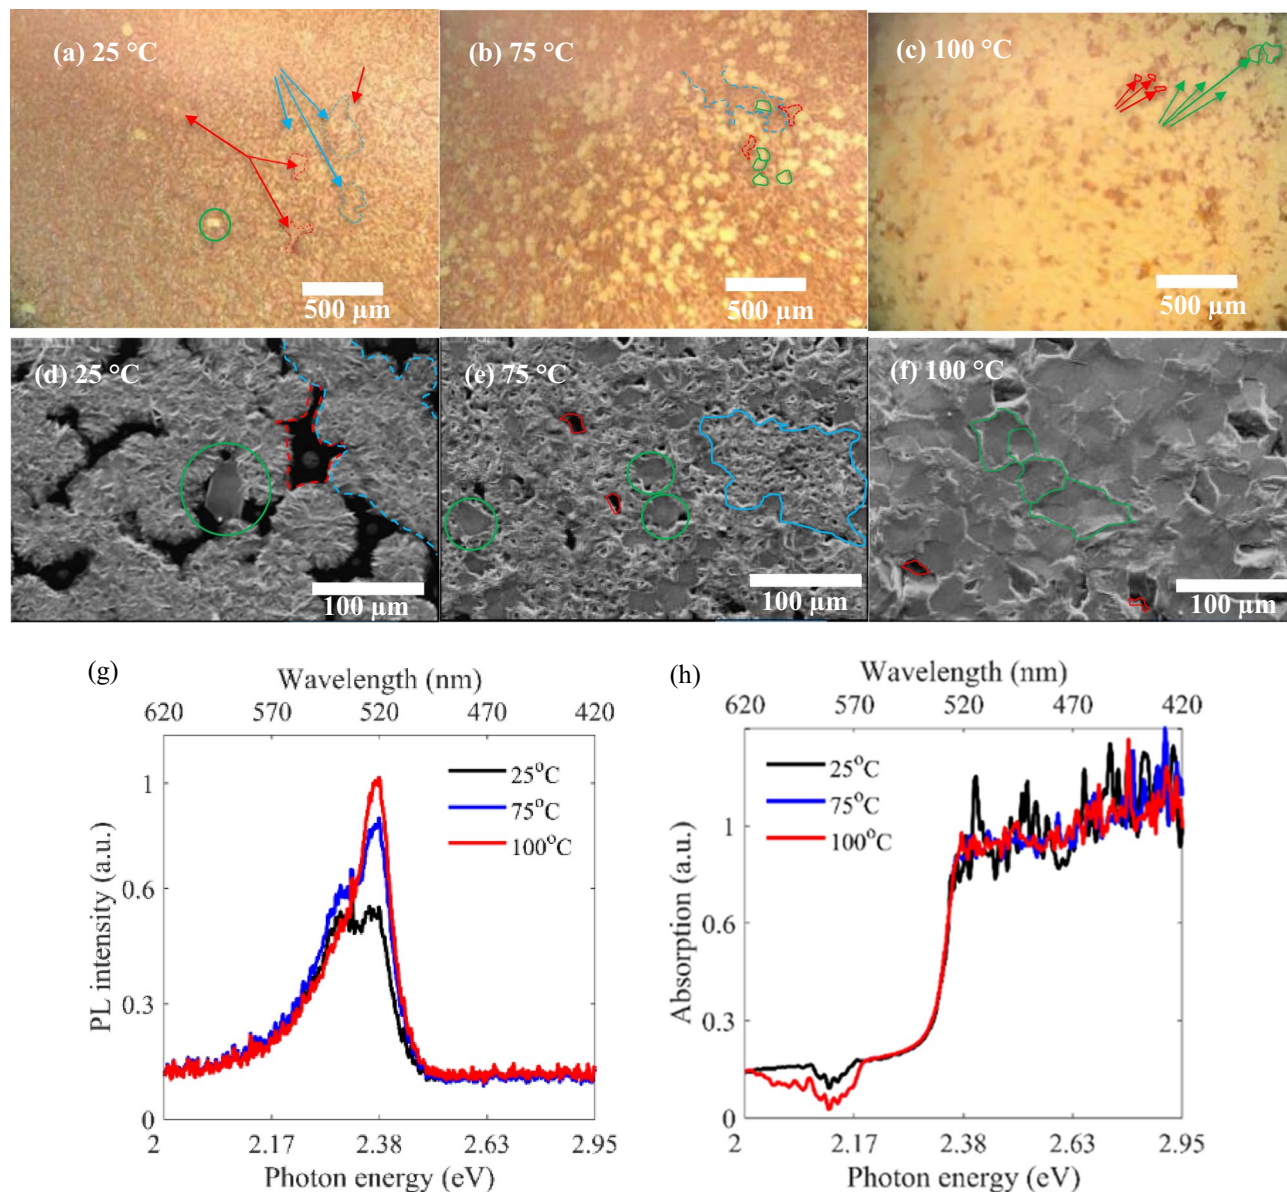 (a) 25 °C
(b) 75 °C
(c) 100 °C
500 µm
500 µm
500 µm
(d) 25 °C
(e) 75 °C
(f) 100 °C
100 µm
100 µm
100 µm
(g)
Wavelength (nm)
620 570 520 470 420
PL intensity (a.u.)
1
0.6
0.3
0
25°C
75°C
100°C
2 2.17 2.38 2.63 2.95
Photon energy (eV)
(h)
Wavelength (nm)
620 570 520 470 420
Absorption (a.u.)
1
0.6
0.3
0
25°C
75°C
100°C
2 2.17 2.38 2.63 2.95
Photon energy (eV)